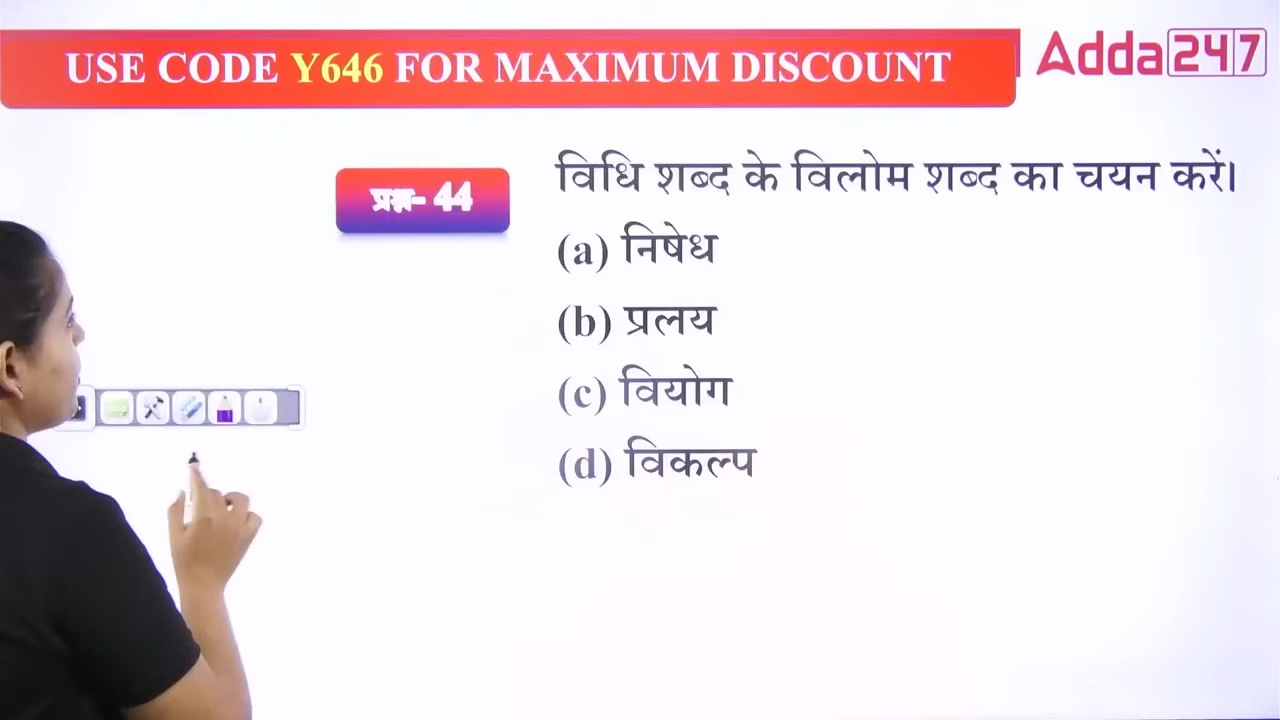 USE CODE Y646 FOR MAXIMUM DISCOUNT
Adda247
प्रश्न- 44
विधि शब्द के विलोम शब्द का चयन करें।
(a) निषेध
(b) प्रलय
(c) वियोग
(d) विकल्प